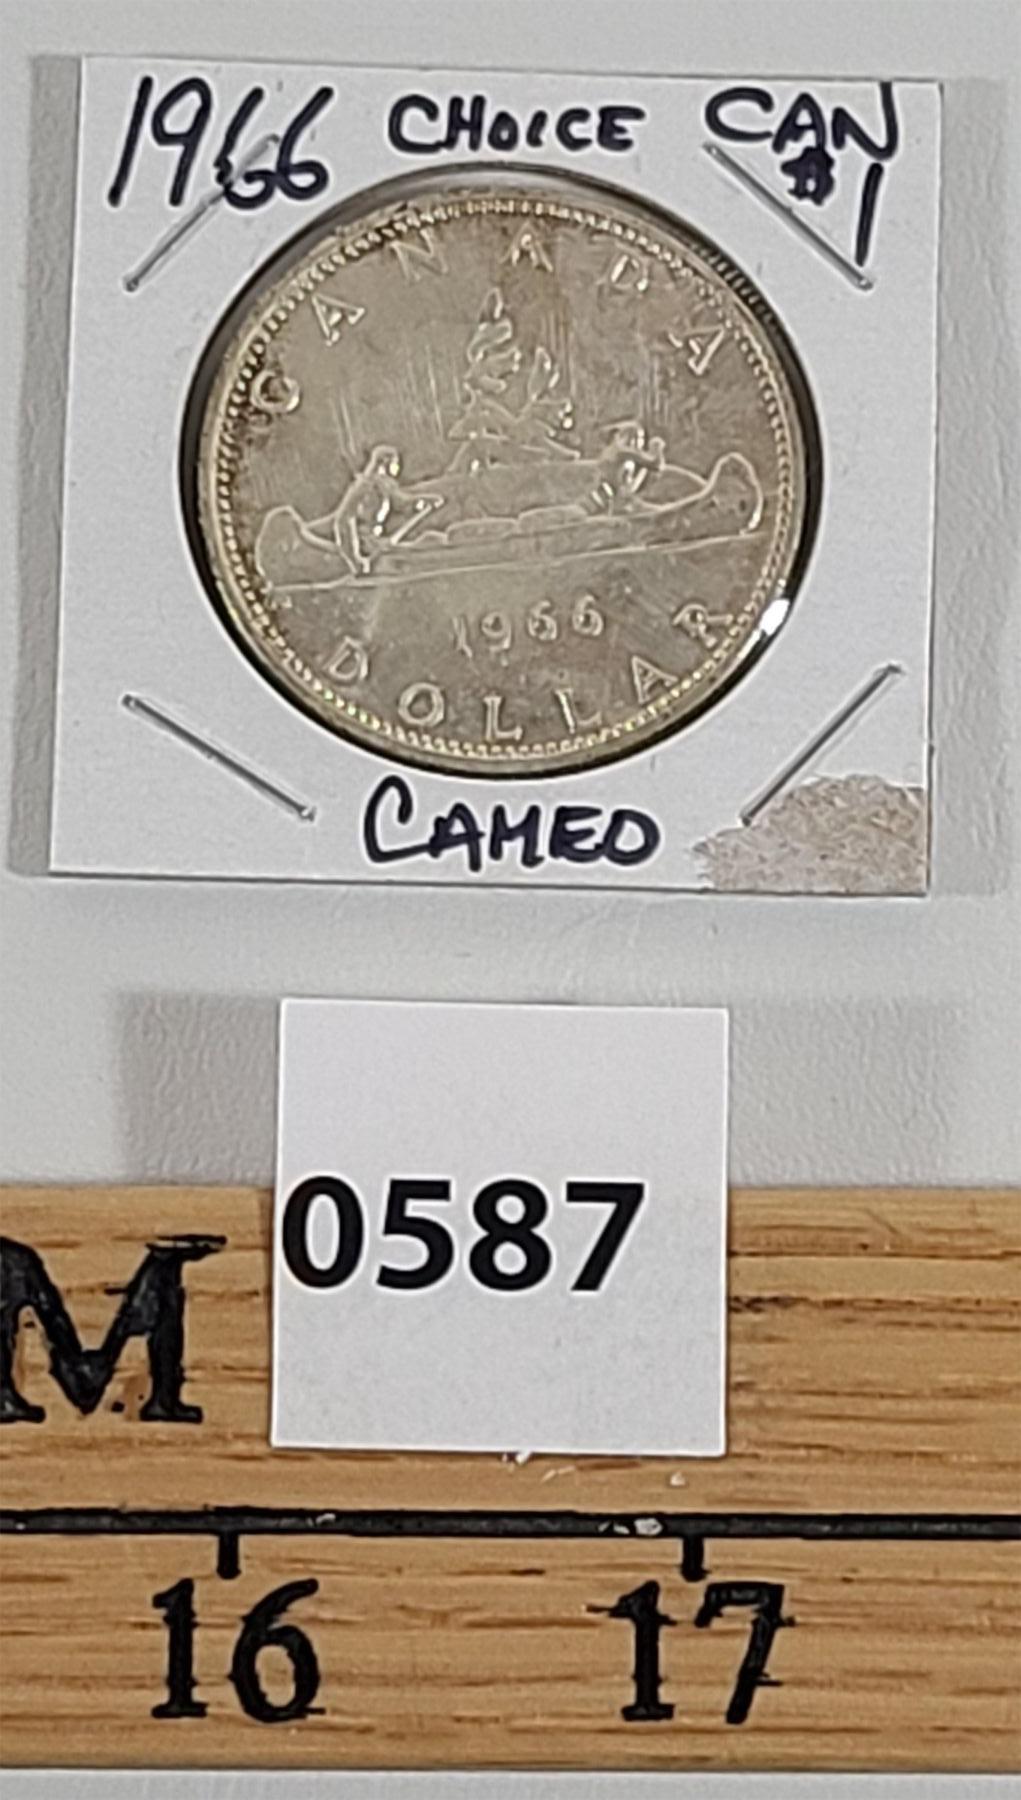 1966 CHOICE CAN
$1
CANADA
1966
DOLLAR
CAMEO
0587
M
16 17